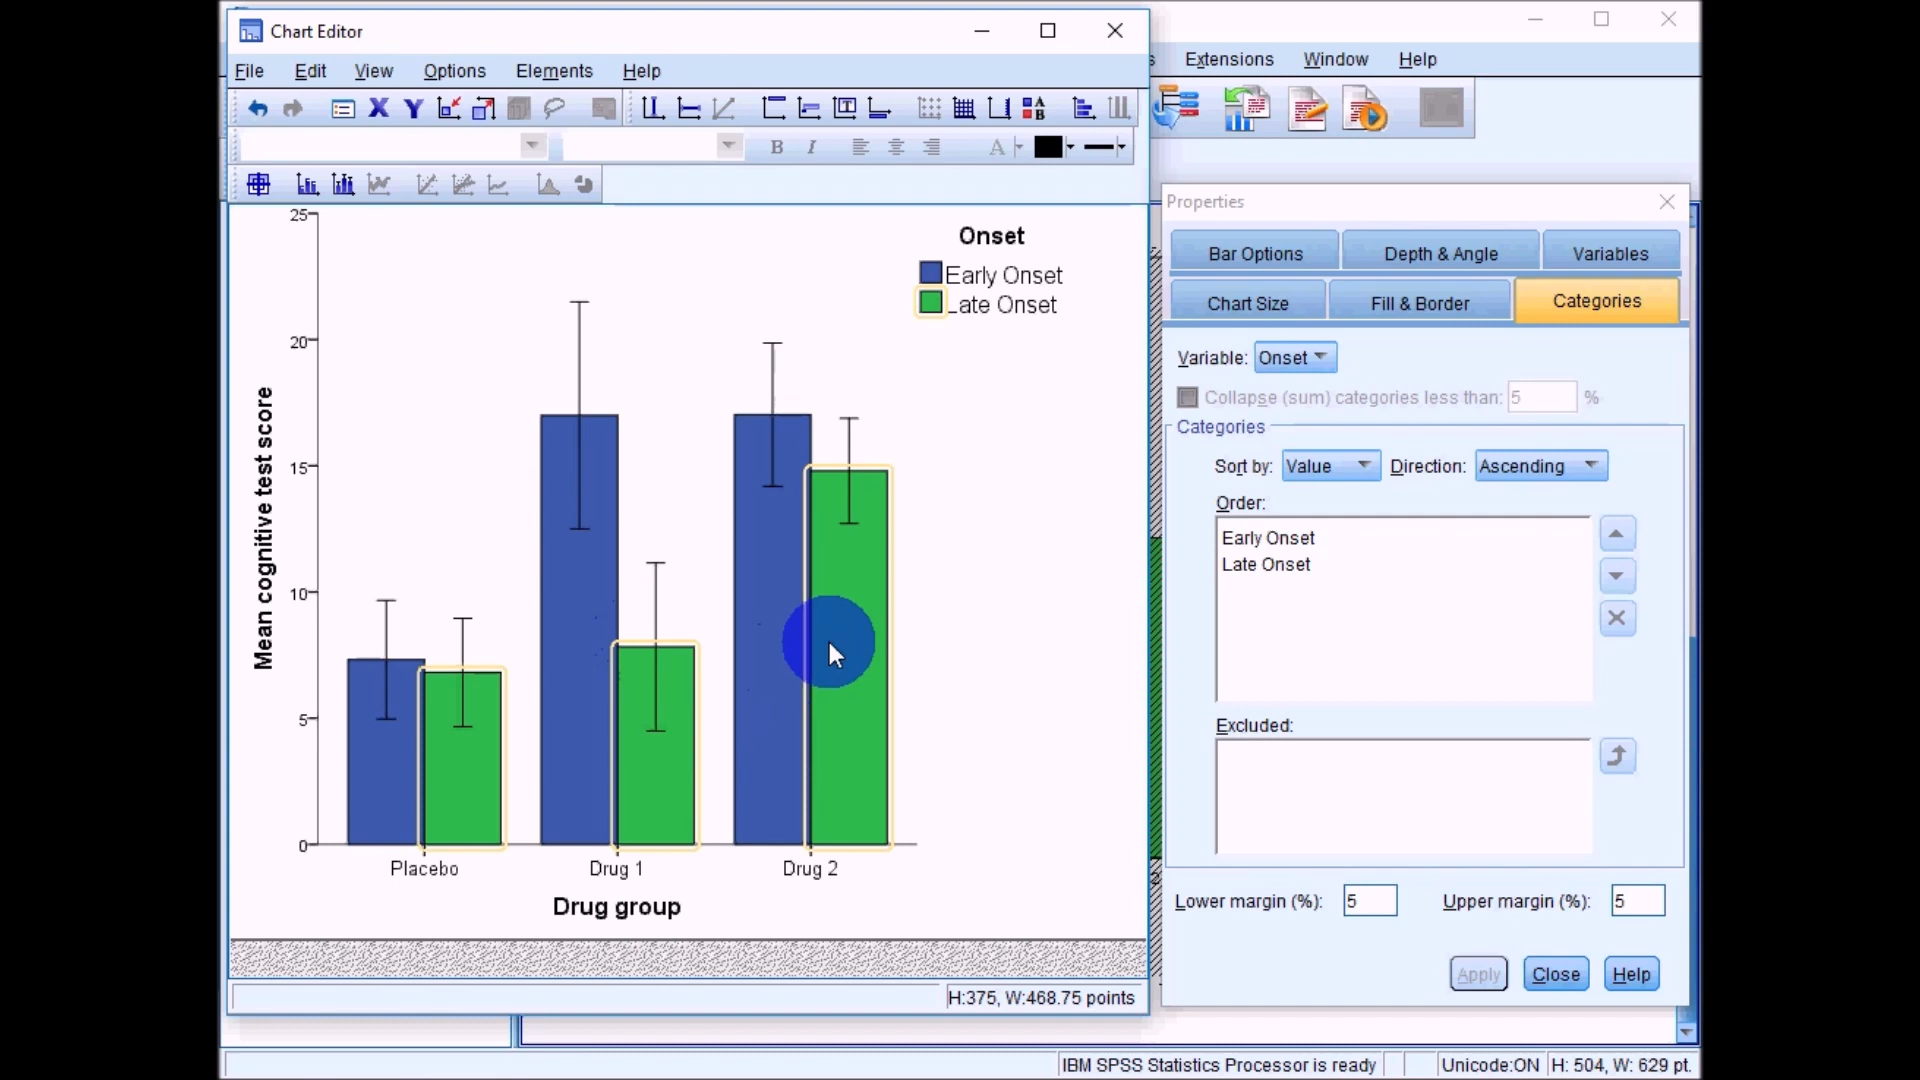 Chart Editor
File Edit View Options Elements Help
s Extensions Window Help
X Y
B I A
25
20
15
10
5
0
Mean cognitive test score
Onset
Early Onset
Late Onset
Placebo Drug 1 Drug 2
Drug group
H:375, W:468.75 points
Properties
Bar Options Depth & Angle Variables
Chart Size Fill & Border Categories
Variable: Onset
Collapse (sum) categories less than: 5 %
Categories
Sort by: Value Direction: Ascending
Order:
Early Onset
Late Onset
Excluded:
Lower margin (%): 5 Upper margin (%): 5
Apply Close Help
IBM SPSS Statistics Processor is ready Unicode:ON H: 504, W: 629 pt.